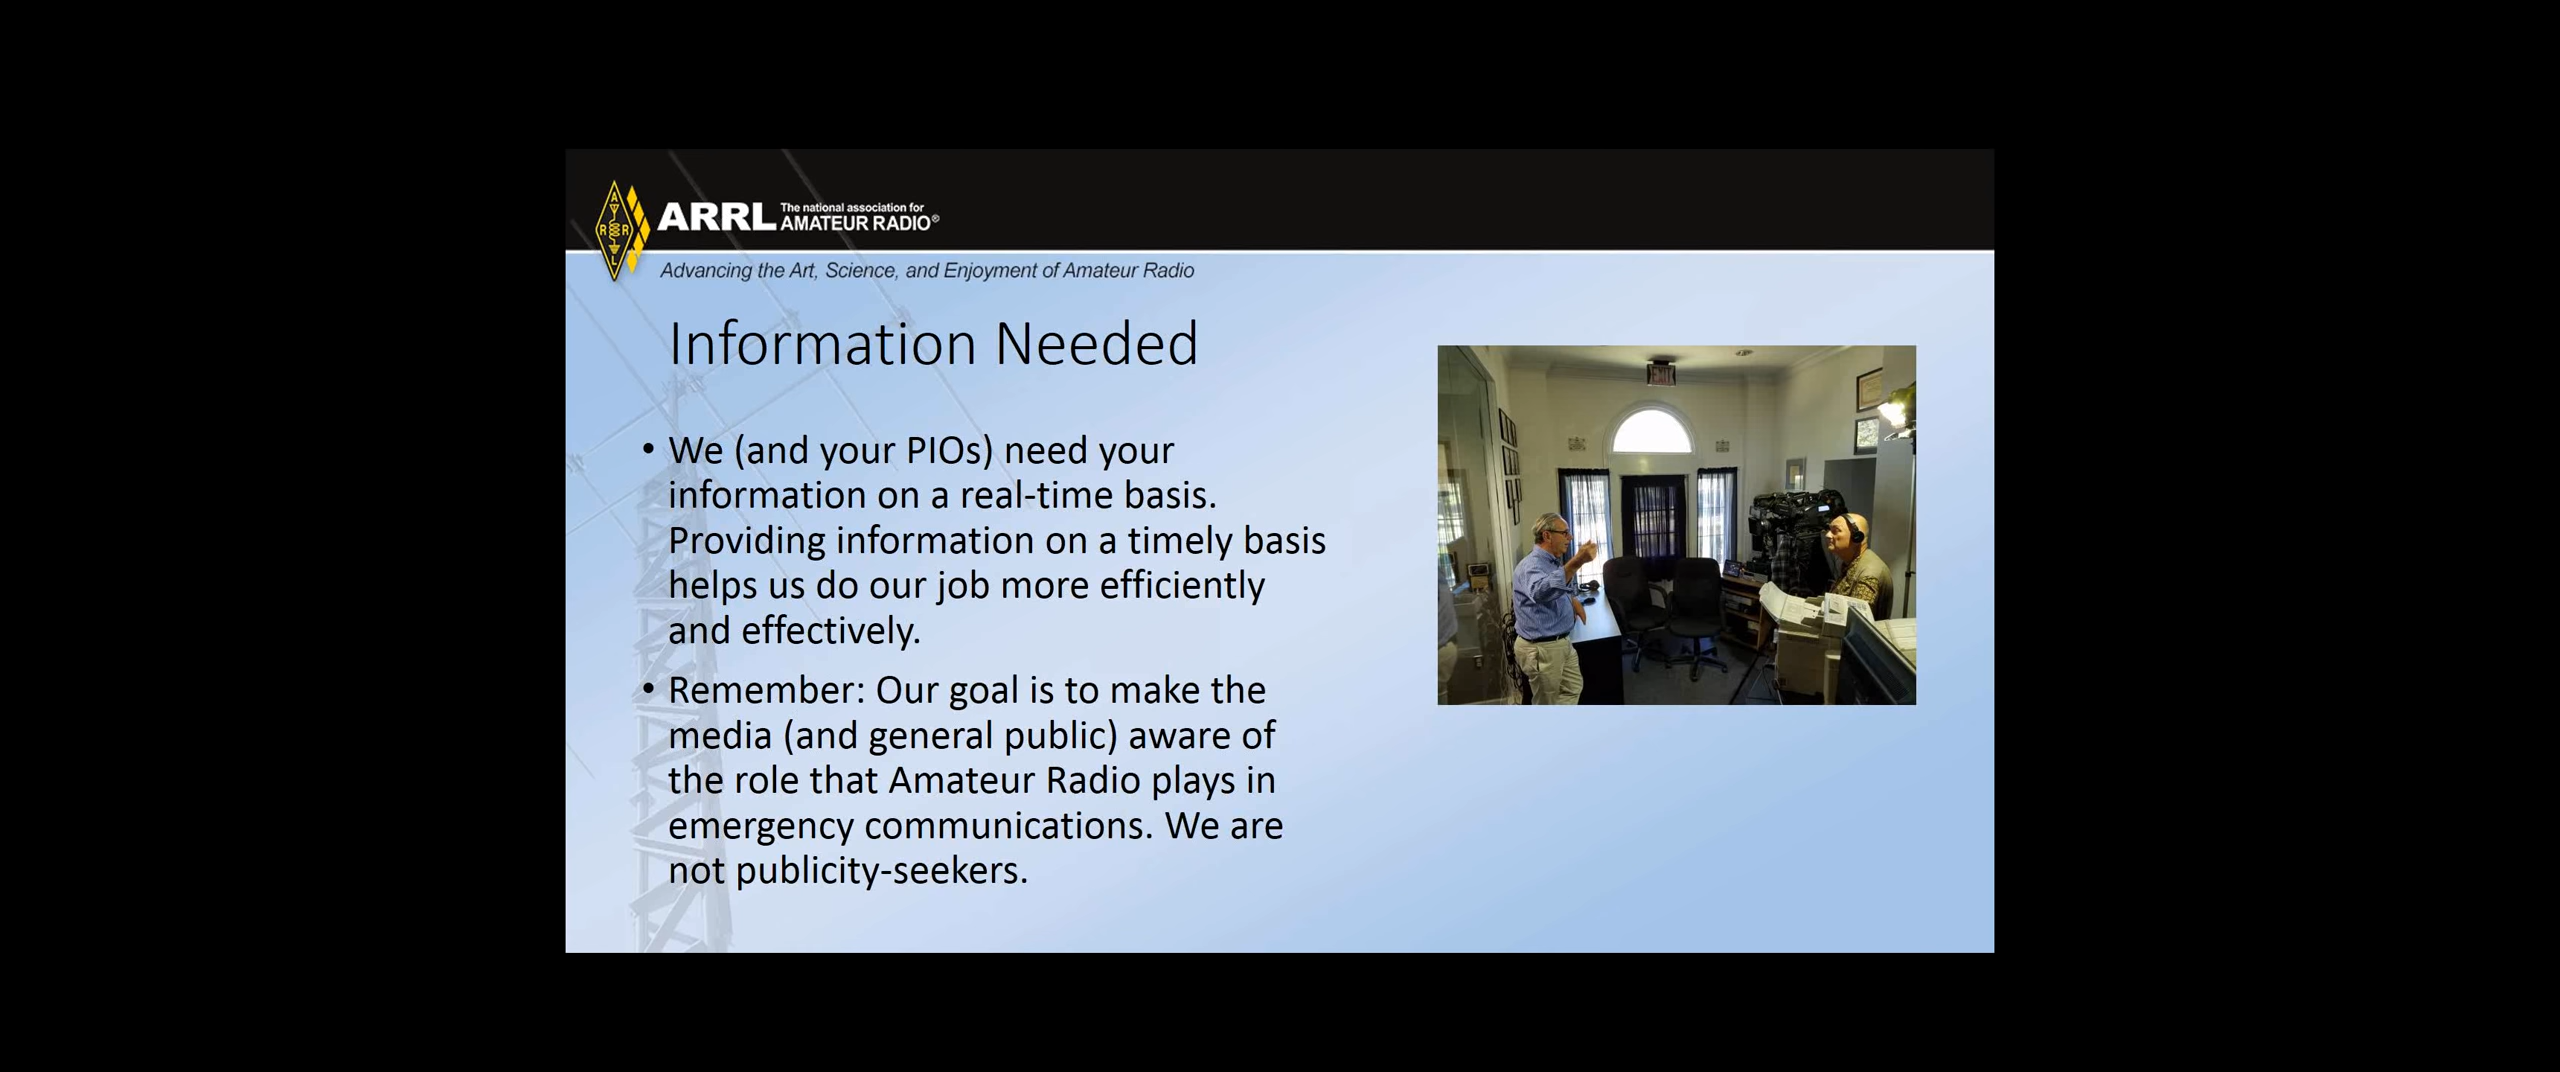 ARRL The national association for
AMATEUR RADIO®
Advancing the Art, Science, and Enjoyment of Amateur Radio
Information Needed
• We (and your PIOs) need your
information on a real-time basis.
Providing information on a timely basis
helps us do our job more efficiently
and effectively.
• Remember: Our goal is to make the
media (and general public) aware of
the role that Amateur Radio plays in
emergency communications. We are
not publicity-seekers.
EXIT